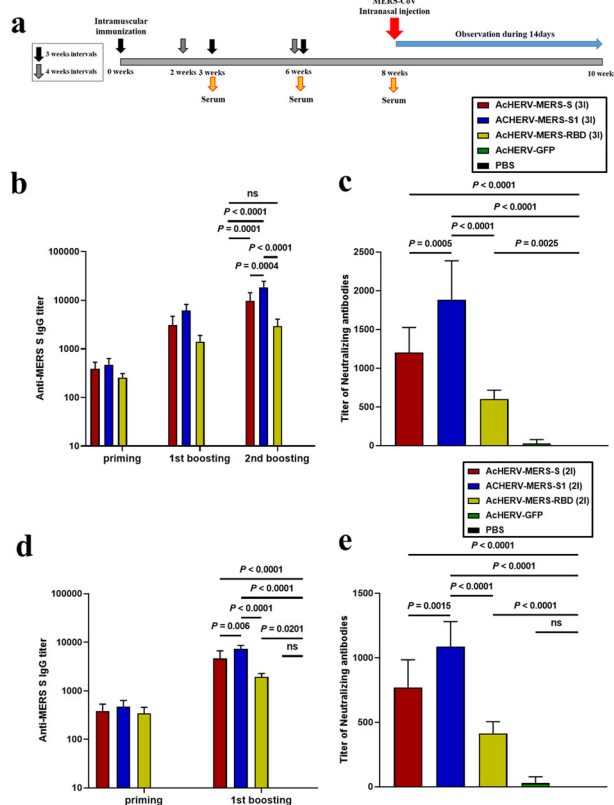 a
MERS-CoV
Intranasal injection
Intramuscular
immunization
Observation during 14days
3 weeks intervals
4 weeks intervals
0 weeks
2 weeks
3 weeks
6 weeks
8 weeks
10 week
Serum
Serum
Serum
AcHERV-MERS-S (3I)
AcHERV-MERS-S1 (3I)
AcHERV-MERS-RBD (3I)
AcHERV-GFP
PBS
b
ns
P < 0.0001
P = 0.0001
P < 0.0001
P = 0.0004
Anti-MERS S IgG titer
100000
10000
1000
100
10
priming
1st boosting
2nd boosting
c
P < 0.0001
P < 0.0001
P < 0.0001
P = 0.0005
P = 0.0025
Titer of Neutralizing antibodies
2500
2000
1500
1000
500
0
AcHERV-MERS-S (2I)
ACHERV-MERS-S1 (2I)
AcHERV-MERS-RBD (2I)
AcHERV-GFP
PBS
d
P < 0.0001
P < 0.0001
P < 0.0001
P = 0.006
P = 0.0201
ns
Anti-MERS S IgG titer
100000
10000
1000
100
10
priming
1st boosting
e
P < 0.0001
P < 0.0001
P < 0.0001
P = 0.0015
P < 0.0001
ns
Titer of Neutralizing antibodies
1500
1000
500
0